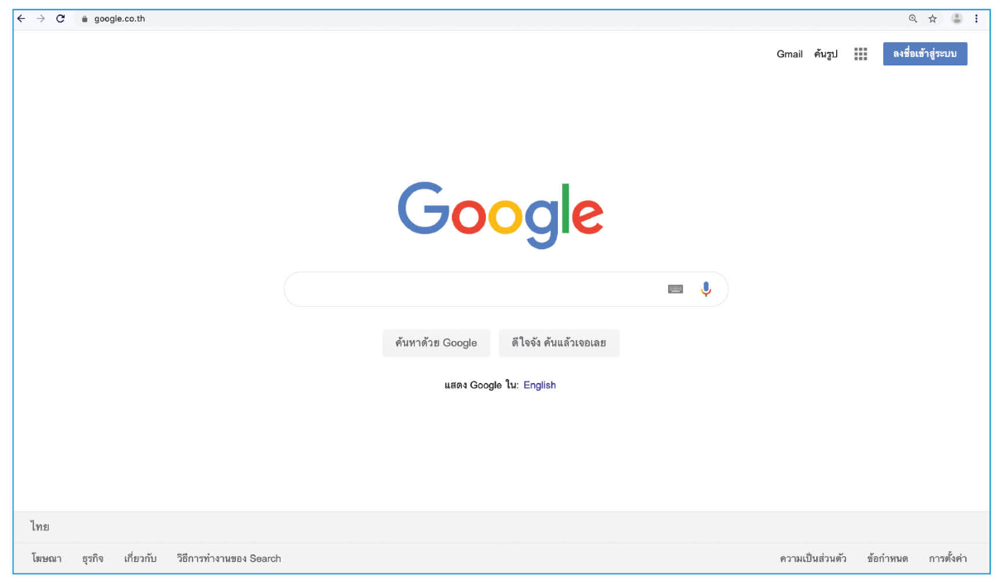 google.co.th
Gmail ค้นรูป ลงชื่อเข้าสู่ระบบ
Google
ค้นหาด้วย Google ดีใจจัง ค้นแล้วเจอเลย
แสดง Google ใน: English
ไทย
โฆษณา ธุรกิจ เกี่ยวกับ วิธีการทำงานของ Search ความเป็นส่วนตัว ข้อกำหนด การตั้งค่า